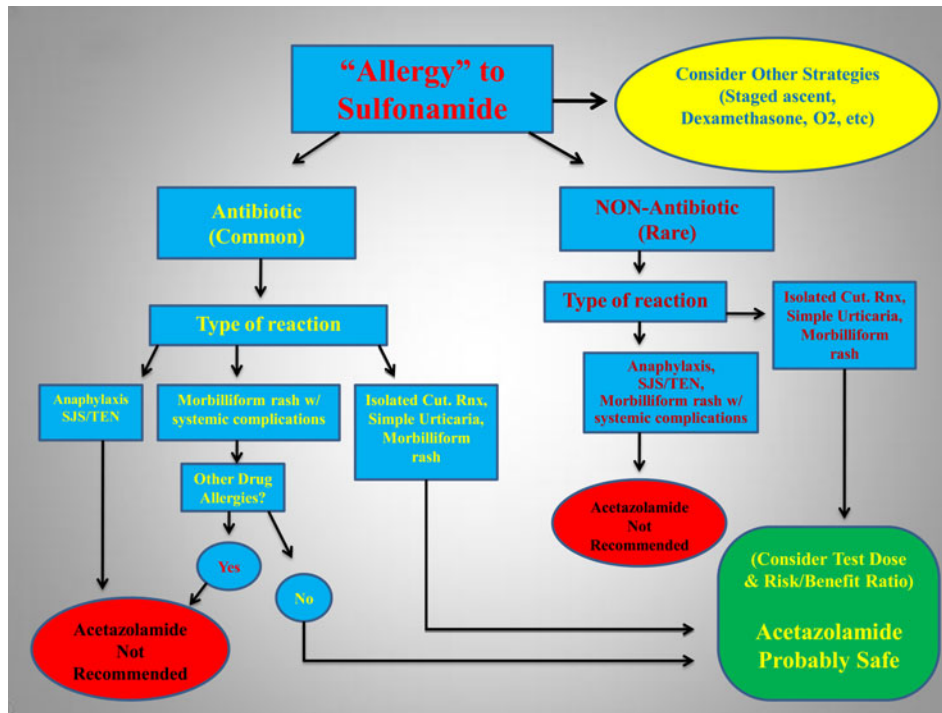 “Allergy” to
Sulfonamide
Consider Other Strategies
(Staged ascent,
Dexamethasone, O2, etc)
Antibiotic
(Common)
NON-Antibiotic
(Rare)
Type of reaction
Type of reaction
Isolated Cut. Rnx,
Simple Urticaria,
Morbilliform
rash
Anaphylaxis
SJS/TEN
Morbilliform rash w/
systemic complications
Isolated Cut. Rnx,
Simple Urticaria,
Morbilliform
rash
Anaphylaxis,
SJS/TEN,
Morbilliform rash w/
systemic complications
Other Drug
Allergies?
Yes
No
Acetazolamide
Not
Recommended
Acetazolamide
Not
Recommended
(Consider Test Dose
& Risk/Benefit Ratio)
Acetazolamide
Probably Safe